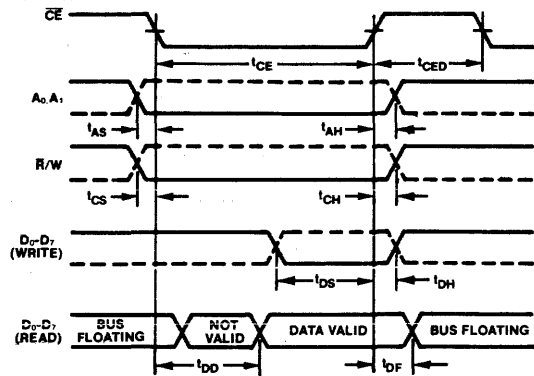 CE
tCE
tCED
A0, A1
tAS
tAH
R/W
tCS
tCH
D0-D7
(WRITE)
tDS
tDH
D0-D7
(READ)
BUS
FLOATING
NOT
VALID
DATA VALID
BUS FLOATING
tDD
tDF